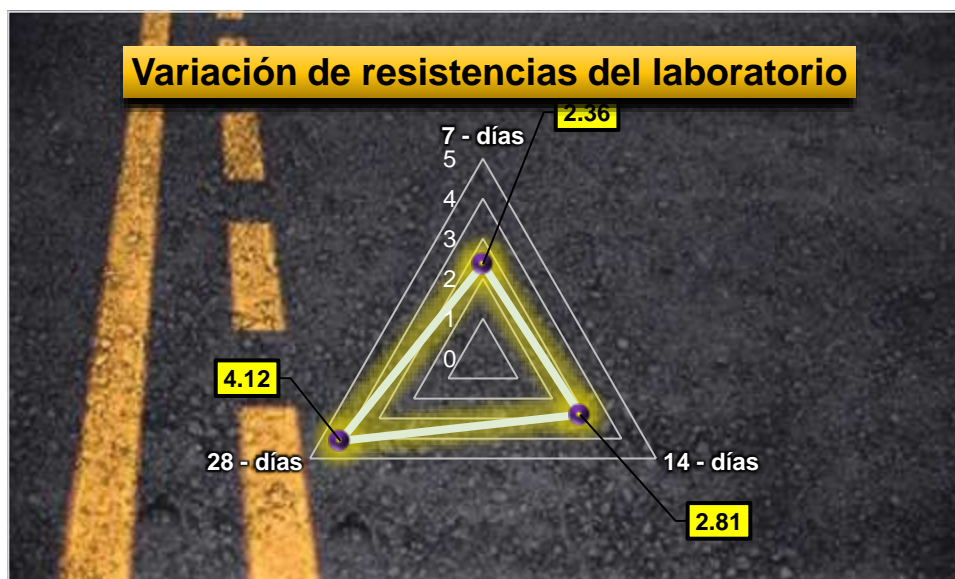 Variación de resistencias del laboratorio
2.36
7 - días
5
4
3
2
1
0
4.12
28 - días
14 - días
2.81